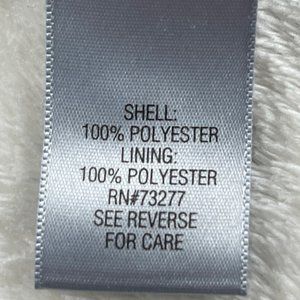 SHELL:
100% POLYESTER
LINING:
100% POLYESTER
RN#73277
SEE REVERSE
FOR CARE